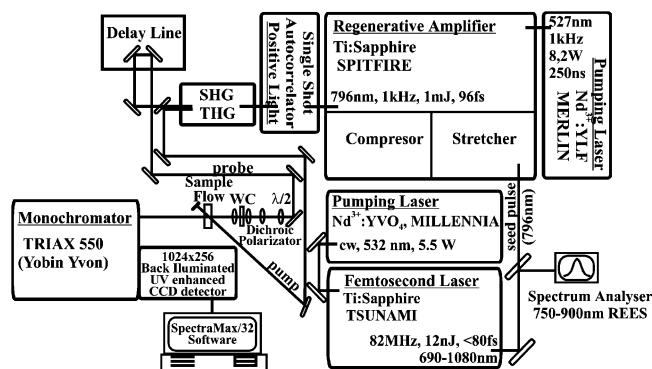 Delay Line
SHG
THG
Single Shot
Autocorrelator
Positive Light
Regenerative Amplifier
Ti:Sapphire
SPITFIRE
796nm, 1kHz, 1mJ, 96fs
Compresor
Stretcher
527nm
1kHz
8,2W
250ns
Pumping Laser
Nd³⁺:YLF
MERLIN
probe
Sample
Flow
WC
λ/2
Dichroic
Polarizator
pump
Monochromator
TRIAX 550
(Yobin Yvon)
1024x256
Back Iluminated
UV enhanced
CCD detector
SpectraMax/32
Software
Pumping Laser
Nd³⁺:YVO₄, MILLENNIA
cw, 532 nm, 5.5 W
seed pulse
(796nm)
Femtosecond Laser
Ti:Sapphire
TSUNAMI
82MHz, 12nJ, <80fs
690-1080nm
Spectrum Analyser
750-900nm REES